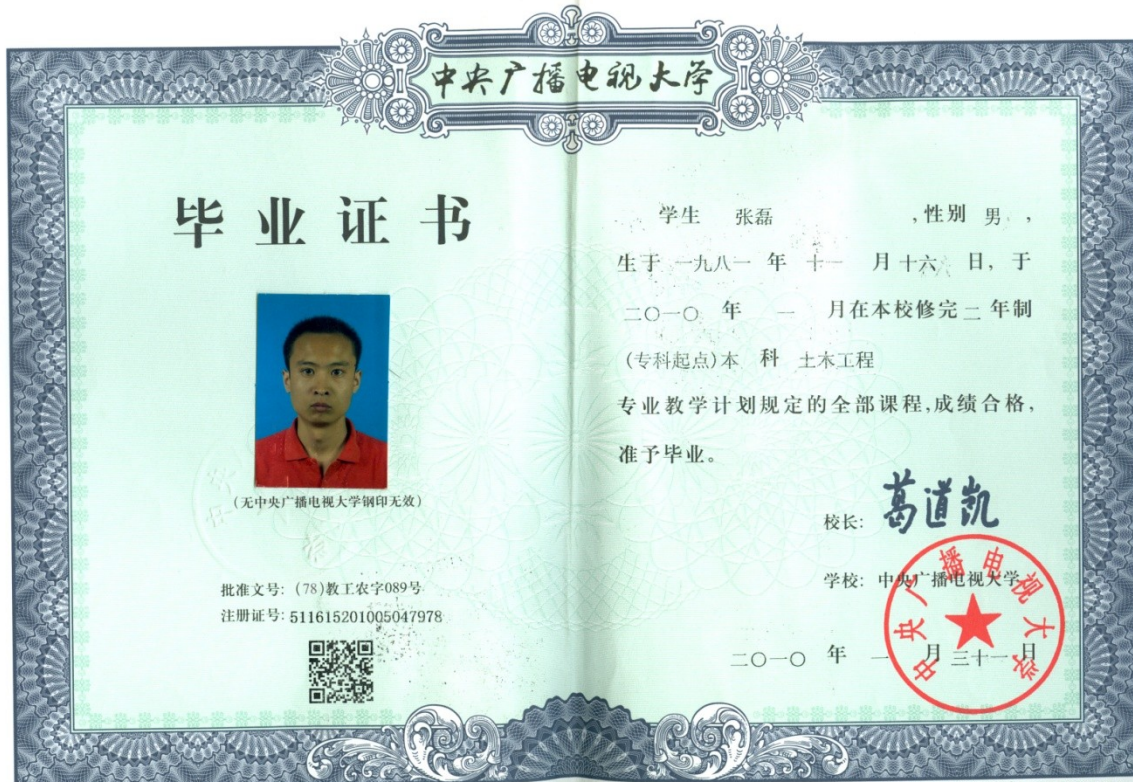 中央广播电视大学
毕业证书
(无中央广播电视大学钢印无效)
批准文号: (78)教工农字089号
注册证号: 511615201005047978
学生 张磊 ,性别 男 ,
生于 一九八一 年 十一 月 十六 日, 于
二〇一〇 年 一 月在本校修完 二 年制
(专科起点)本 科 土木工程
专业教学计划规定的全部课程,成绩合格,
准予毕业。
校长: 葛道凯
学校: 中央广播电视大学
中央广播电视大学
二〇一〇 年 一 月 三十一 日